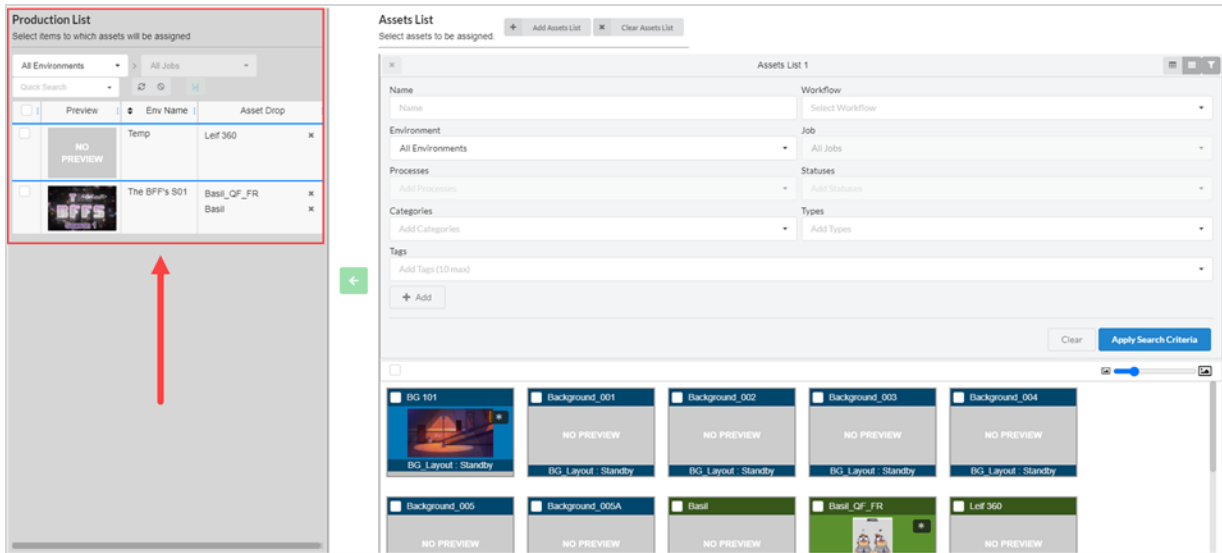 Production List
Select items to which assets will be assigned
All Environments > All Jobs
Quick Search
Preview Env Name Asset Drop
NO PREVIEW
Temp
Leif 360
BFFS
The BFF's S01
Basil_QF_FR
Basil
Assets List
Select assets to be assigned.
+ Add Assets List
× Clear Assets List
× Assets List 1
Name
Name
Workflow
Select Workflow
Environment
All Environments
Job
All Jobs
Processes
Add Processes
Statuses
Add Statuses
Categories
Add Categories
Types
Add Types
Tags
Add Tags (10 max)
+ Add
Clear
Apply Search Criteria
BG 101
BG_Layout : Standby
Background_001
NO PREVIEW
BG_Layout : Standby
Background_002
NO PREVIEW
BG_Layout : Standby
Background_003
NO PREVIEW
BG_Layout : Standby
Background_004
NO PREVIEW
BG_Layout : Standby
Background_005
NO PREVIEW
Background_005A
NO PREVIEW
Basil
NO PREVIEW
Basil_QF_FR
Leif 360
NO PREVIEW